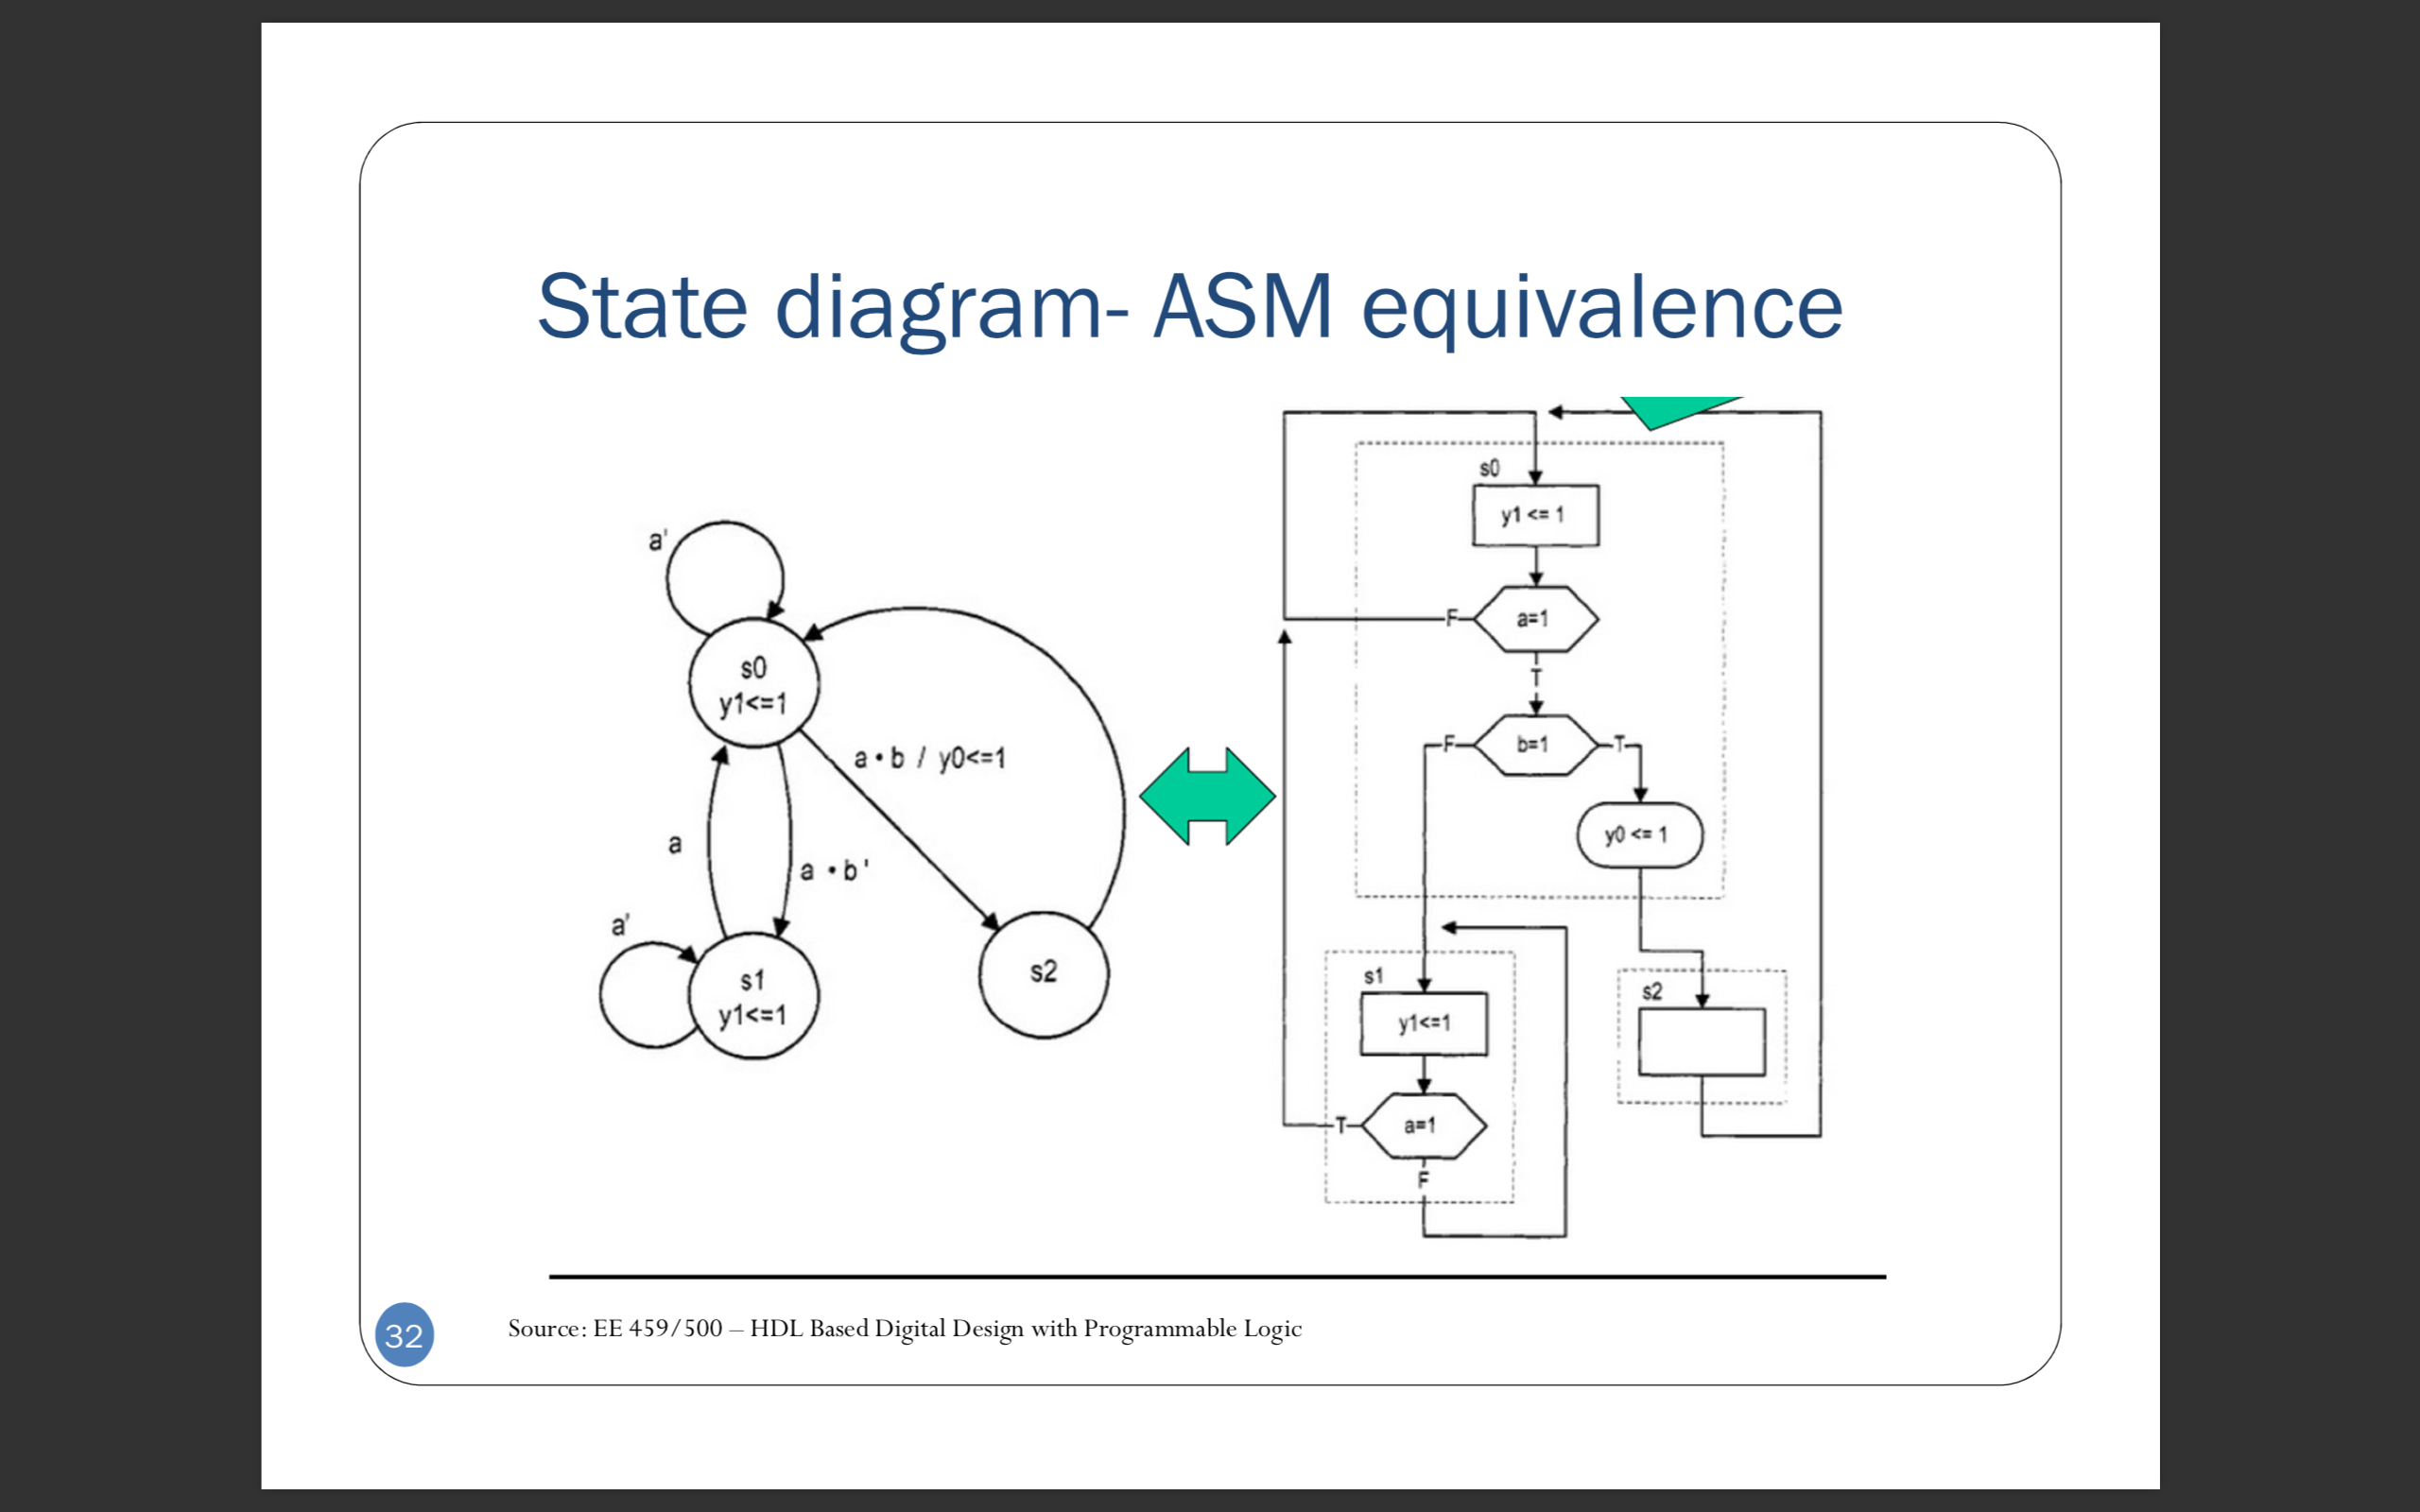 State diagram- ASM equivalence
a'
s0
y1<=1
a • b / y0<=1
a
a • b'
a'
s1
y1<=1
s2
s0
y1 <= 1
F
a=1
T
F
b=1
T
y0 <= 1
s1
y1<=1
T
a=1
F
s2
32
Source: EE 459/500 – HDL Based Digital Design with Programmable Logic